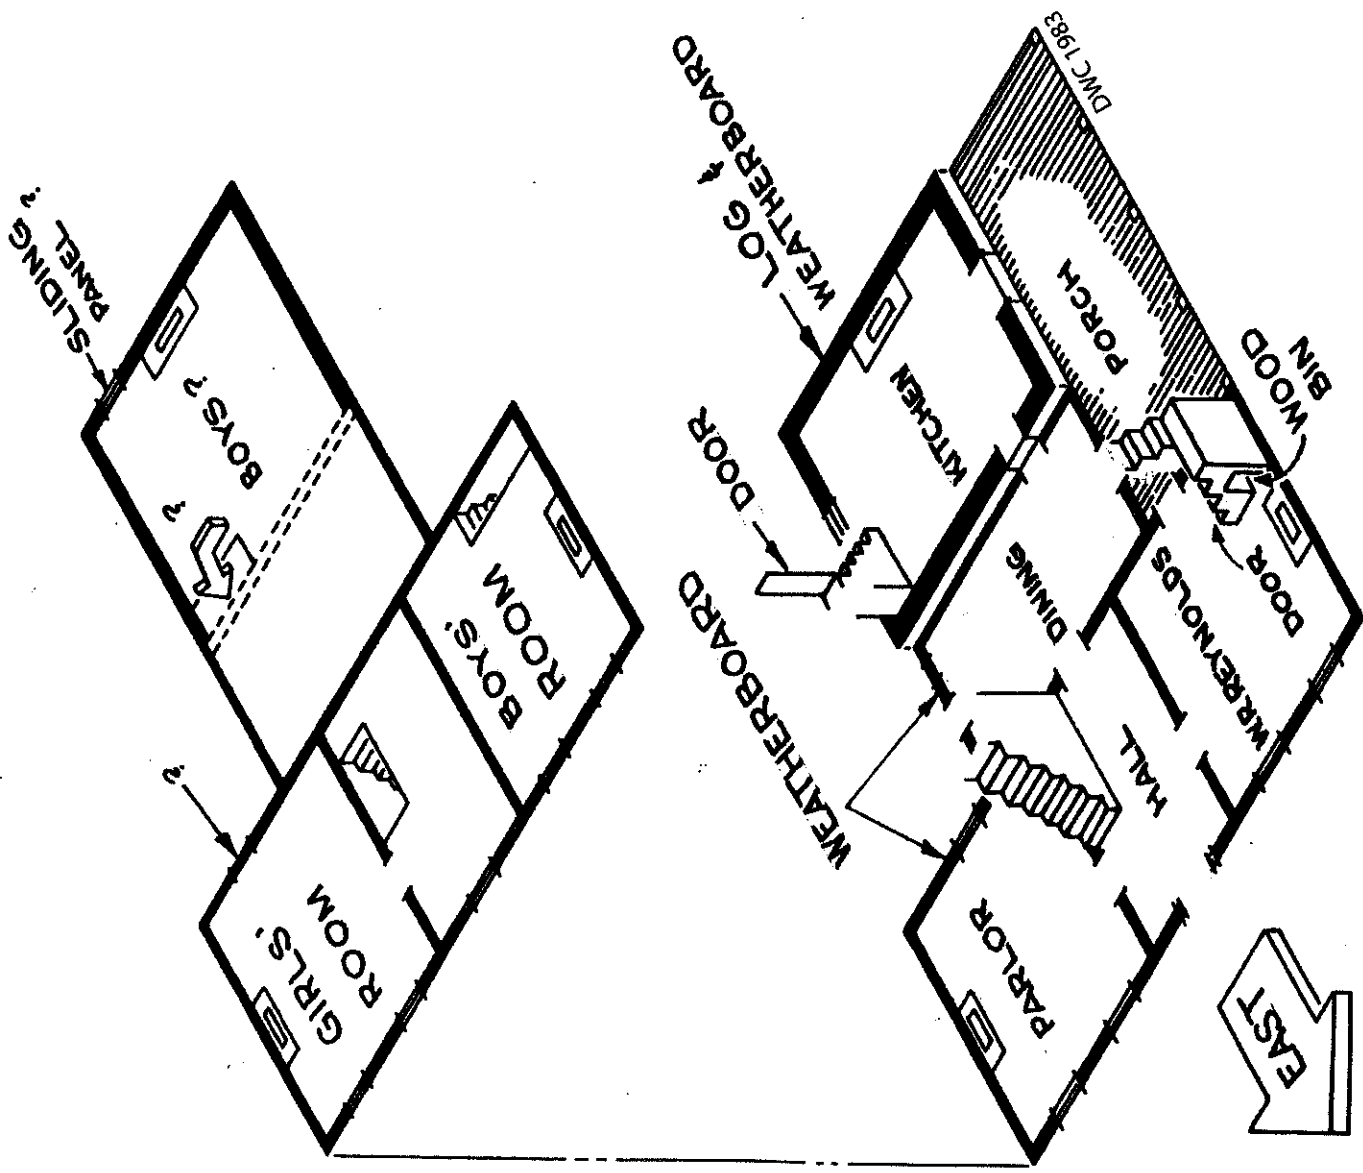 SLIDING
PANEL ?
BOYS ?
?
BOYS'
ROOM
?
GIRLS'
ROOM
LOG &
WEATHERBOARD
DWC 1983
PORCH
KITCHEN
WOOD
BIN
DOOR
DINING
DOOR
W.R.REYNOLDS
WEATHERBOARD
HALL
PARLOR
EAST